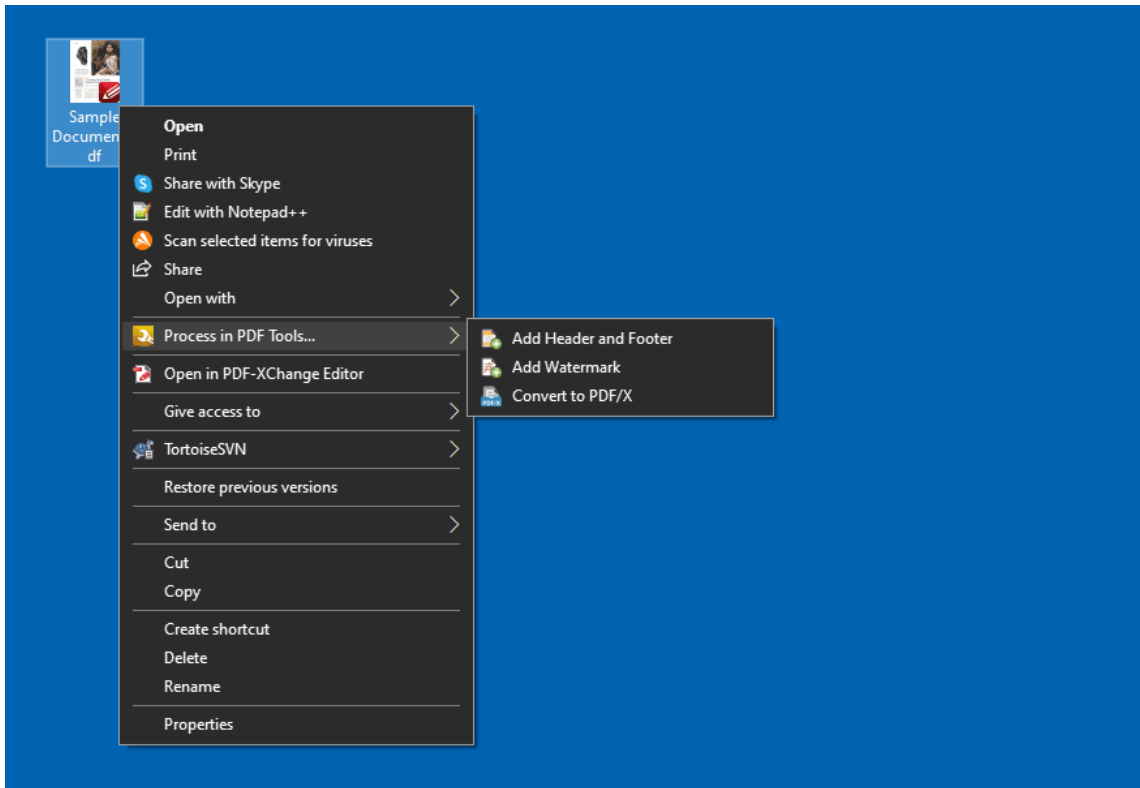 Sample
Documen
df
Open
Print
Share with Skype
Edit with Notepad++
Scan selected items for viruses
Share
Open with
Process in PDF Tools...
Add Header and Footer
Add Watermark
Convert to PDF/X
Open in PDF-XChange Editor
Give access to
TortoiseSVN
Restore previous versions
Send to
Cut
Copy
Create shortcut
Delete
Rename
Properties